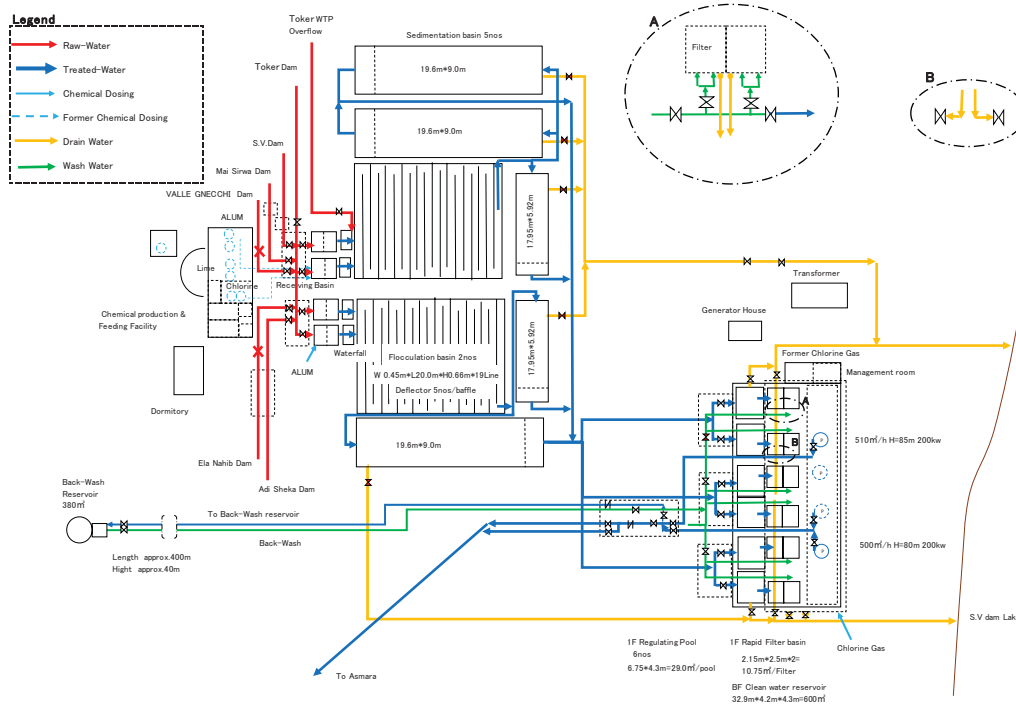 Legend
Raw-Water
Treated-Water
Chemical Dosing
Former Chemical Dosing
Drain Water
Wash Water
Toker WTP
Overflow
Toker Dam
S.V.Dam
Mai Sirwa Dam
VALLE GNECCHI Dam
ALUM
Lime
Chlorine
Receiving Basin
Chemical production &
Feeding Facility
Dormitory
Ela Nahib Dam
Adi Sheka Dam
ALUM
Waterfall
Sedimentation basin 5nos
19.6m*9.0m
19.6m*9.0m
17.95m*5.92m
17.95m*5.92m
Flocculation basin 2nos
W 0.45m*L20.0m*H0.66m*19Line
Deflector 5nos/baffle
19.6m*9.0m
A
Filter
B
Transformer
Generator House
Former Chlorine Gas
Management room
A
B
P
P
P
P
510㎥/h H=85m 200kw
500㎥/h H=80m 200kw
S.V dam Lak
Chlorine Gas
Back-Wash
Reservoir
380㎥
To Back-Wash reservoir
Back-Wash
Length approx.400m
Hight approx.40m
To Asmara
1F Regulating Pool
6nos
6.75*4.3m=29.0㎡/pool
1F Rapid Filter basin
2.15m*2.5m*2=
10.75㎡/Filter
BF Clean water reservoir
32.9m*4.2m*4.3m=600㎥